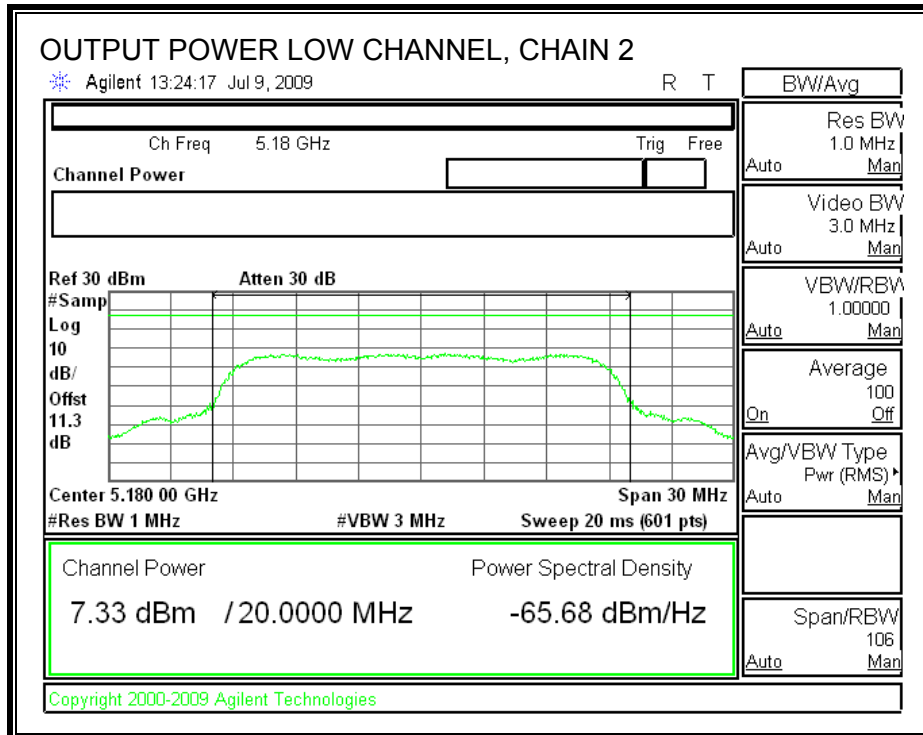 OUTPUT POWER LOW CHANNEL, CHAIN 2
Agilent 13:24:17 Jul 9, 2009 R T
Ch Freq 5.18 GHz Trig Free
Channel Power
Ref 30 dBm Atten 30 dB
#Samp
Log
10
dB/
Offst
11.3
dB
Center 5.180 00 GHz Span 30 MHz
#Res BW 1 MHz #VBW 3 MHz Sweep 20 ms (601 pts)
Channel Power Power Spectral Density
7.33 dBm / 20.0000 MHz -65.68 dBm/Hz
Copyright 2000-2009 Agilent Technologies
BW/Avg
Res BW
1.0 MHz
Auto Man
Video BW
3.0 MHz
Auto Man
VBW/RBW
1.00000
Auto Man
Average
100
On Off
Avg/VBW Type
Pwr (RMS)
Auto Man
Span/RBW
106
Auto Man